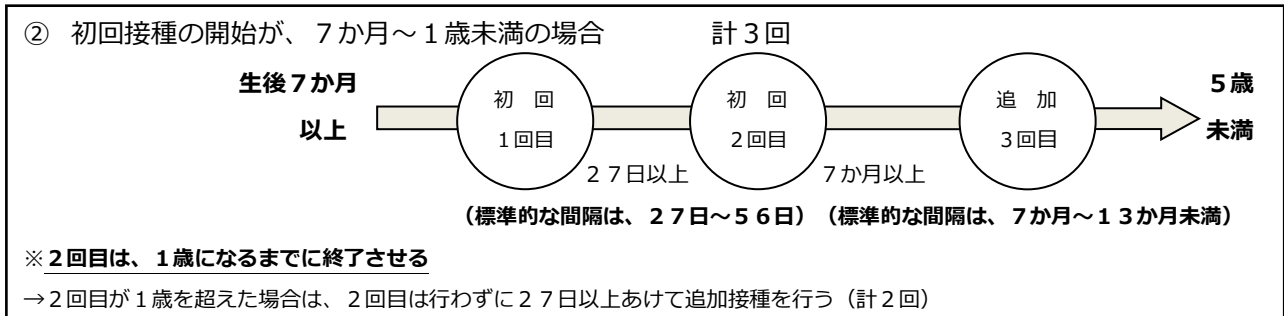 ② 初回接種の開始が、７か月～１歳未満の場合 計３回
生後７か月
以上
初 回
１回目
２７日以上
初 回
２回目
７か月以上
追 加
３回目
５歳
未満
（標準的な間隔は、２７日～５６日）（標準的な間隔は、７か月～１３か月未満）
※２回目は、１歳になるまでに終了させる
→２回目が１歳を超えた場合は、２回目は行わずに２７日以上あけて追加接種を行う（計２回）